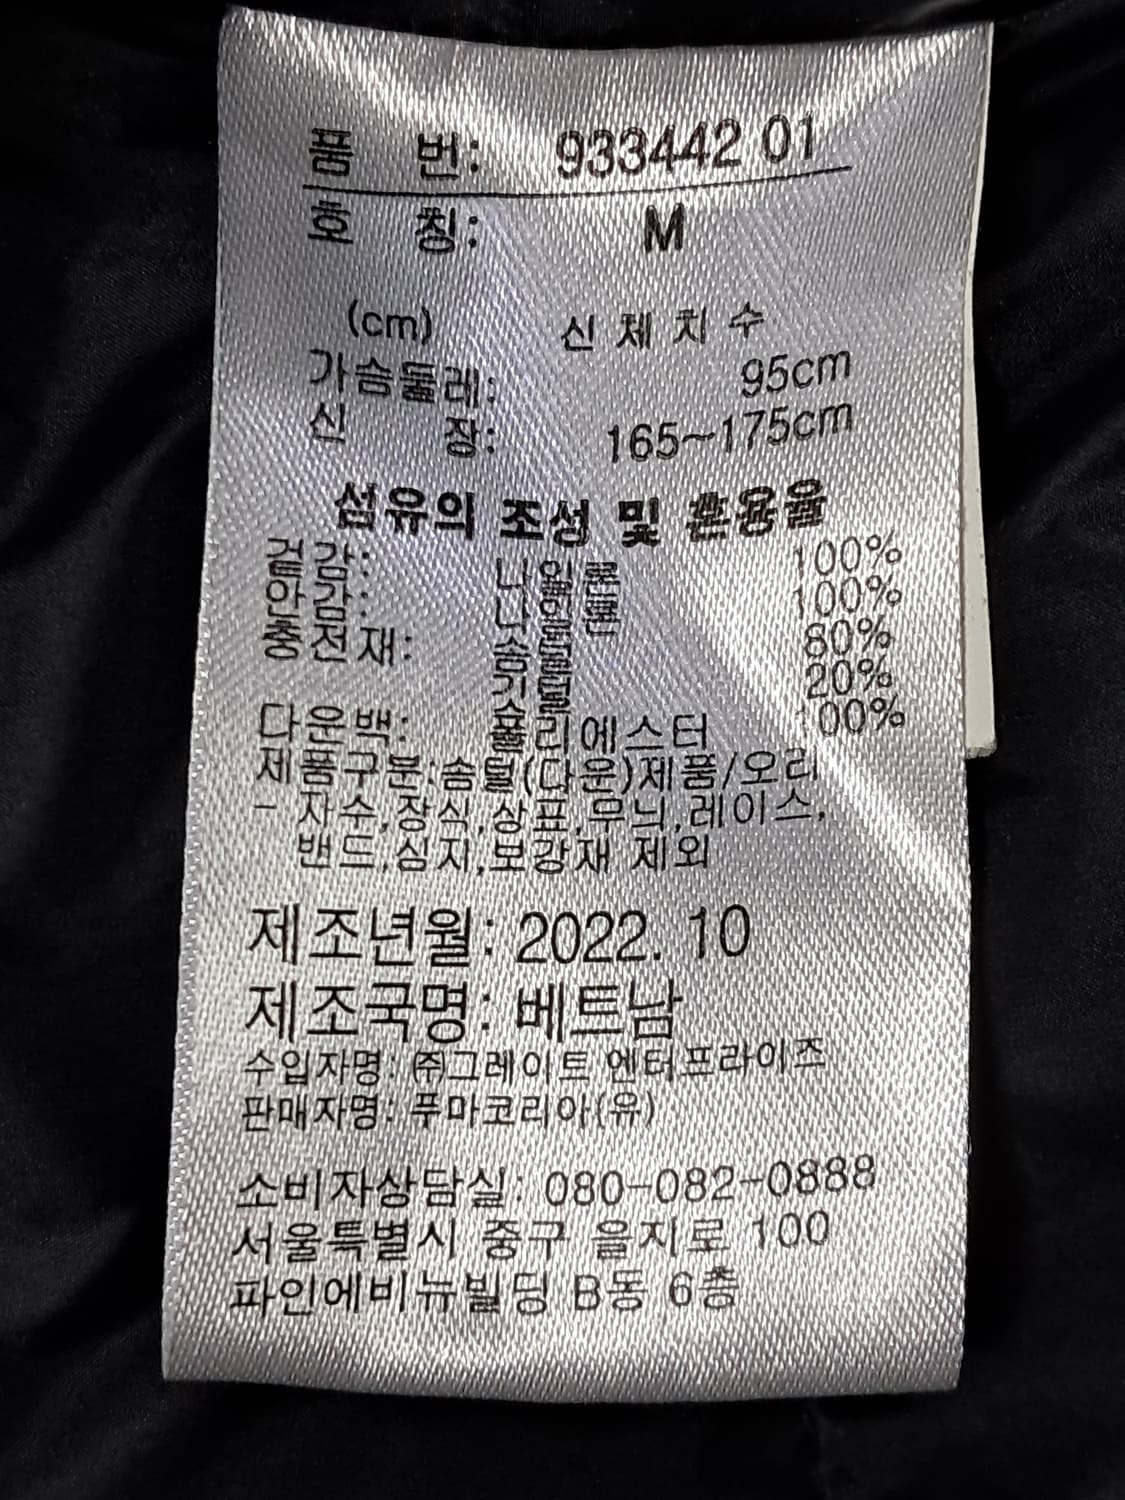 품 번: 933442 01
호 칭: M
(cm) 신 체 치 수
가슴둘레: 95cm
신 장: 165~175cm
섬유의 조성 및 혼용율
겉감: 나일론 100%
안감: 나일론 100%
충전재: 솜털 80%
깃털 20%
다운백: 폴리에스터 100%
제품구분:솜털(다운)제품/오리
- 자수,장식,상표,무늬,레이스,
밴드,심지,보강재 제외
제조년월: 2022. 10
제조국명: 베트남
수입자명: ㈜그레이트 엔터프라이즈
판매자명: 푸마코리아(유)
소비자상담실: 080-082-0888
서울특별시 중구 을지로 100
파인에비뉴빌딩 B동 6층